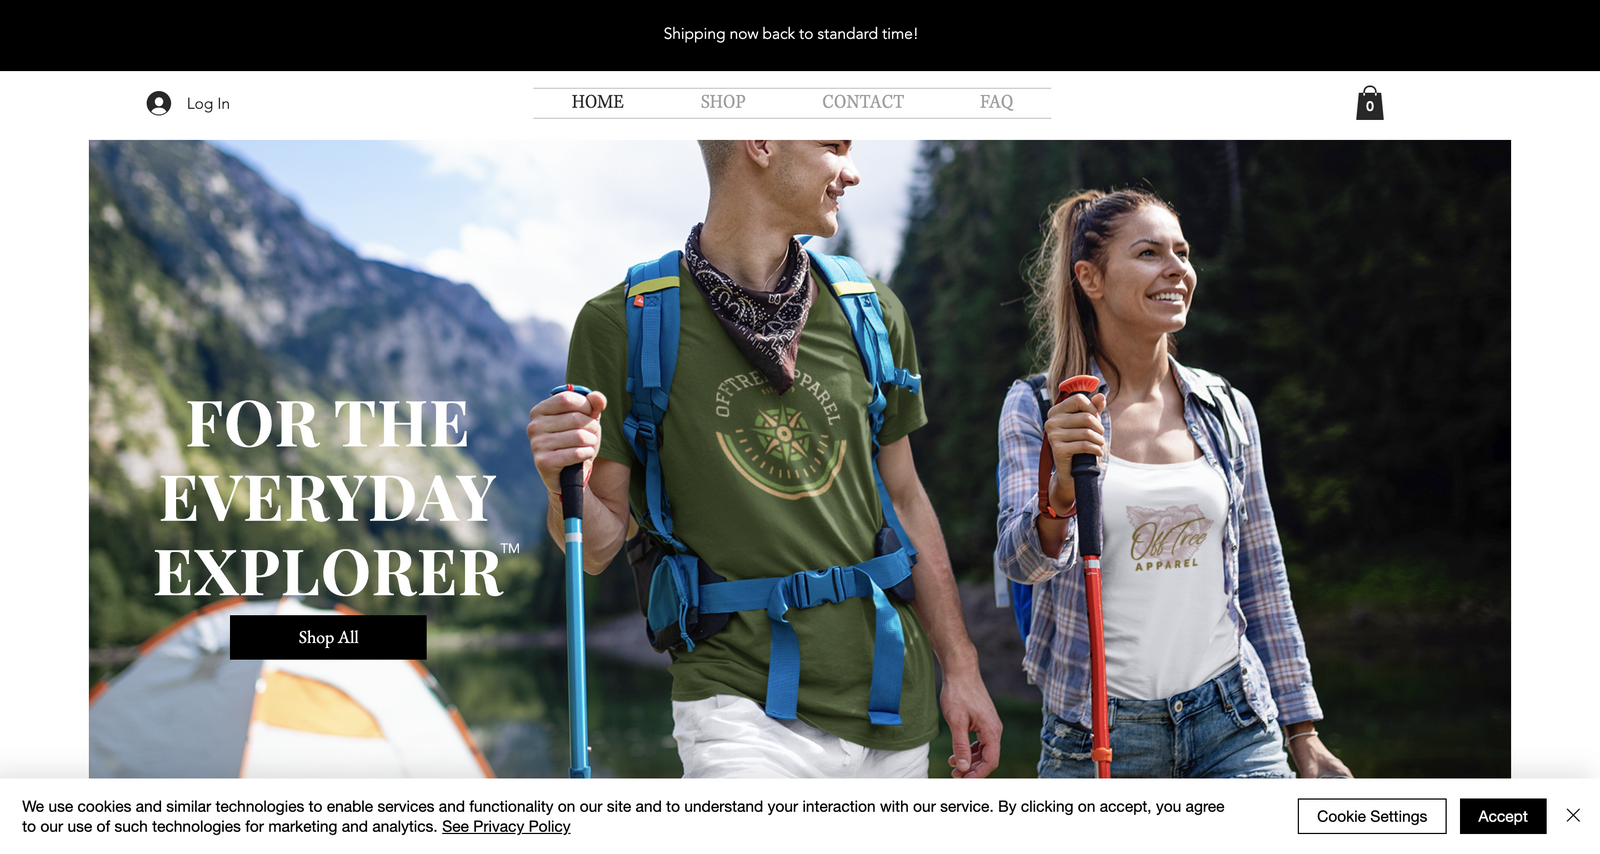 Shipping now back to standard time!
Log In
HOME
SHOP
CONTACT
FAQ
0
FOR THE
EVERYDAY
EXPLORER™
Shop All
APPAREL
Off Tree
APPAREL
We use cookies and similar technologies to enable services and functionality on our site and to understand your interaction with our service. By clicking on accept, you agree
to our use of such technologies for marketing and analytics. See Privacy Policy
Cookie Settings
Accept